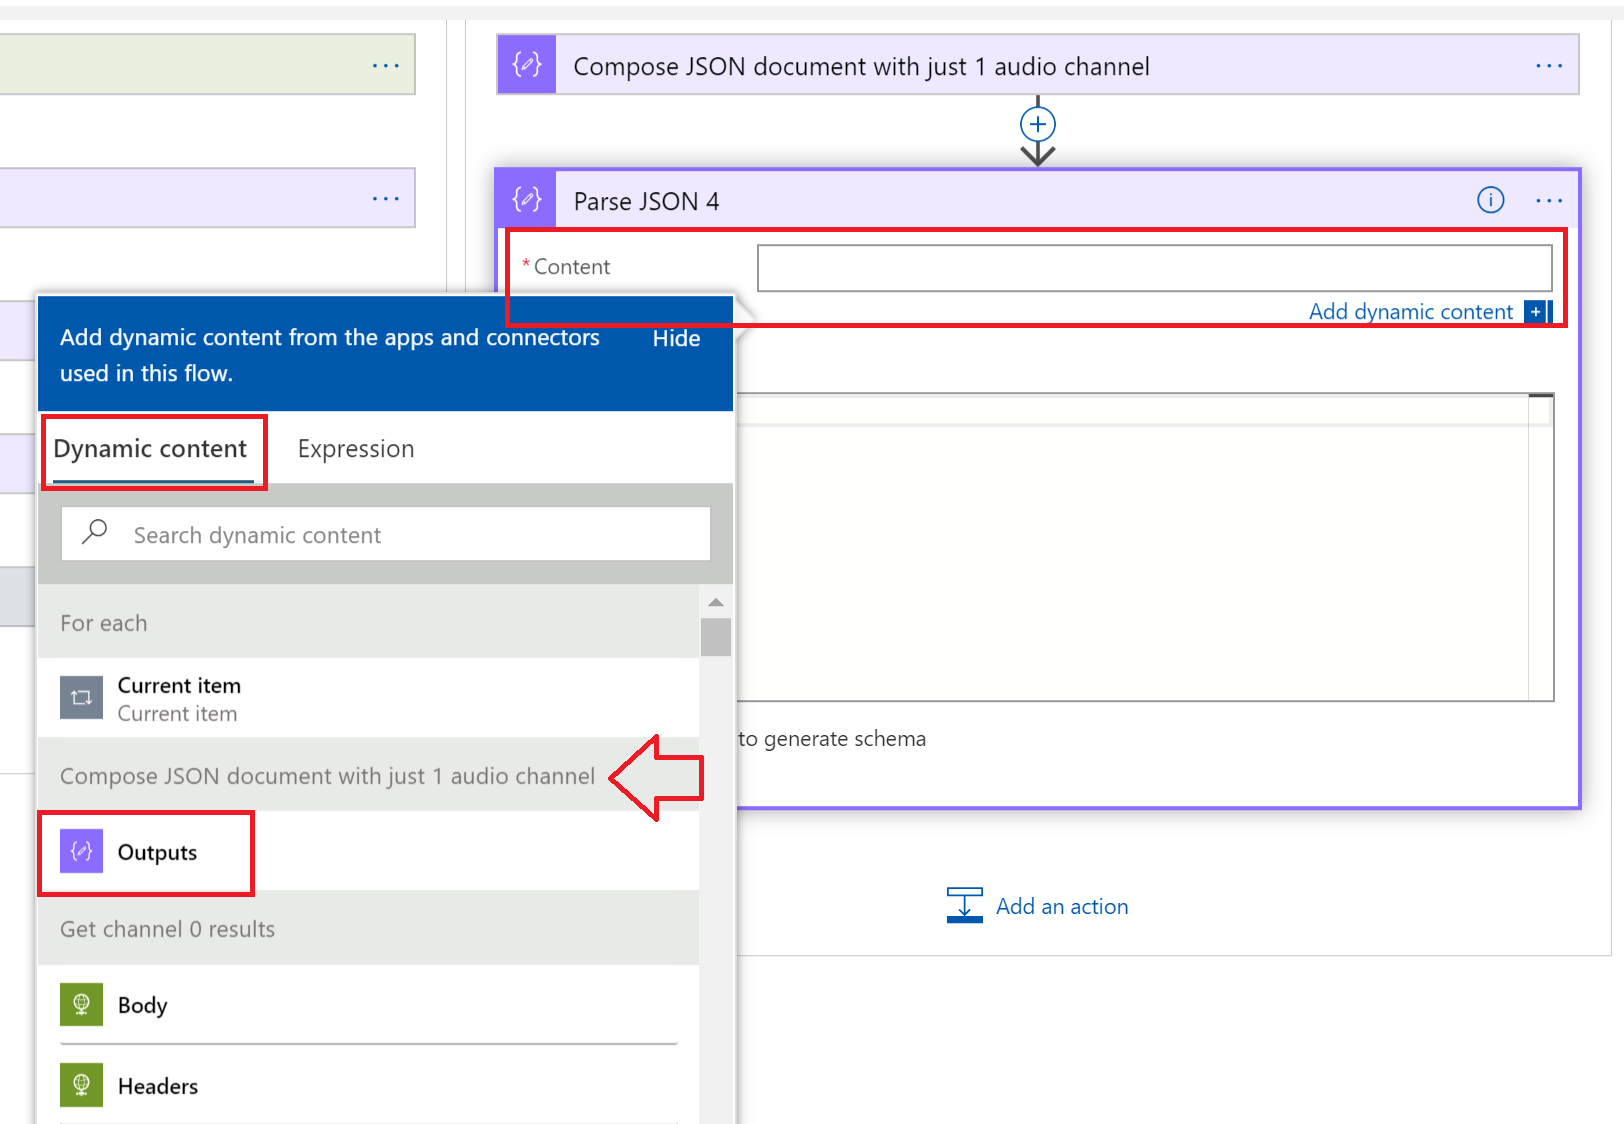 Compose JSON document with just 1 audio channel
Parse JSON 4
* Content
Add dynamic content
Add dynamic content from the apps and connectors
used in this flow.
Hide
Dynamic content
Expression
Search dynamic content
For each
Current item
Current item
Compose JSON document with just 1 audio channel
Outputs
Get channel 0 results
Body
Headers
to generate schema
Add an action